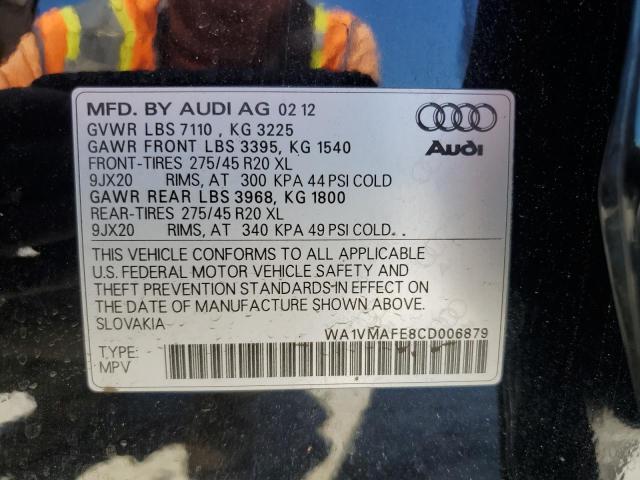 MFD. BY AUDI AG 02 12
GVWR LBS 7110 , KG 3225
GAWR FRONT LBS 3395, KG 1540
FRONT-TIRES 275/45 R20 XL
9JX20 RIMS, AT 300 KPA 44 PSI COLD
GAWR REAR LBS 3968, KG 1800
REAR-TIRES 275/45 R20 XL
9JX20 RIMS, AT 340 KPA 49 PSI COLD. .
Audi
THIS VEHICLE CONFORMS TO ALL APPLICABLE
U.S. FEDERAL MOTOR VEHICLE SAFETY AND
THEFT PREVENTION STANDARDS IN EFFECT ON
THE DATE OF MANUFACTURE SHOWN ABOVE.
SLOVAKIA
WA1VMAFE8CD006879
TYPE:
MPV